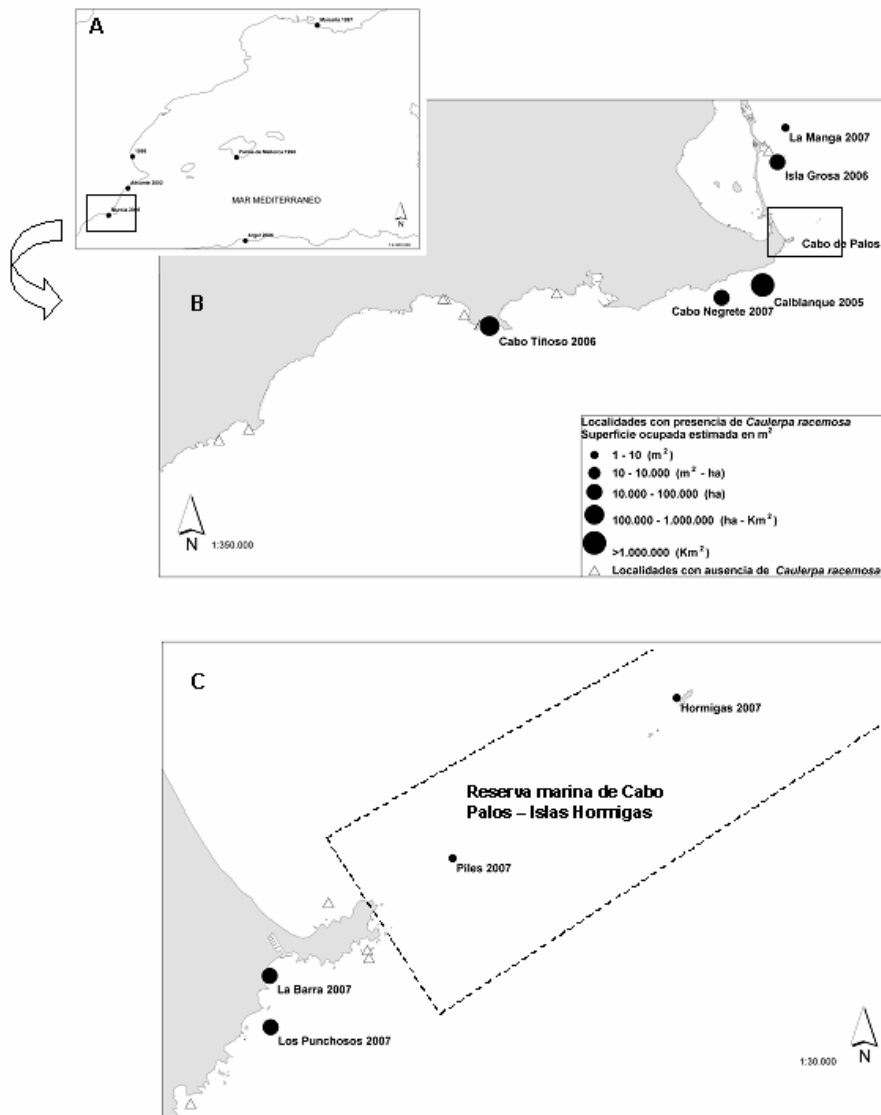 A
Marsella 1997
1999
Palma de Mallorca 1998
Alicante 2002
Murcia 2005
MAR MEDITERRANEO
N
Argel 2006
B
La Manga 2007
Isla Grosa 2006
Cabo de Palos
Calblanque 2005
Cabo Negrete 2007
Cabo Tiñoso 2006
N
1:350.000
Localidades con presencia de Caulerpa racemosa
Superficie ocupada estimada en m²
1 - 10 (m²)
10 - 10.000 (m² - ha)
10.000 - 100.000 (ha)
100.000 - 1.000.000 (ha - Km²)
>1.000.000 (Km²)
Localidades con ausencia de Caulerpa racemosa
C
Hormigas 2007
Reserva marina de Cabo
Palos – Islas Hormigas
Piles 2007
La Barra 2007
Los Punchosos 2007
N
1:30.000